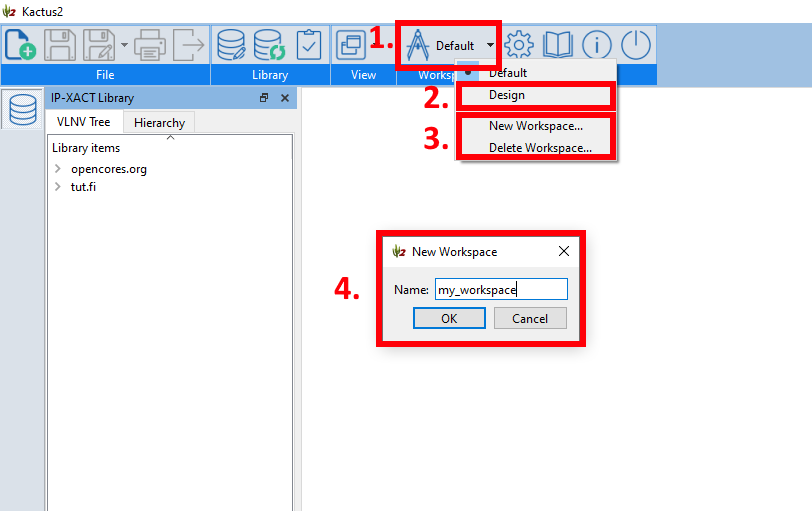 Kactus2
1.
Default
File
Library
View
Worksp
Default
2.
Design
3.
New Workspace...
Delete Workspace...
IP-XACT Library
VLNV Tree
Hierarchy
Library items
opencores.org
tut.fi
4.
New Workspace
Name:
my_workspace
OK
Cancel